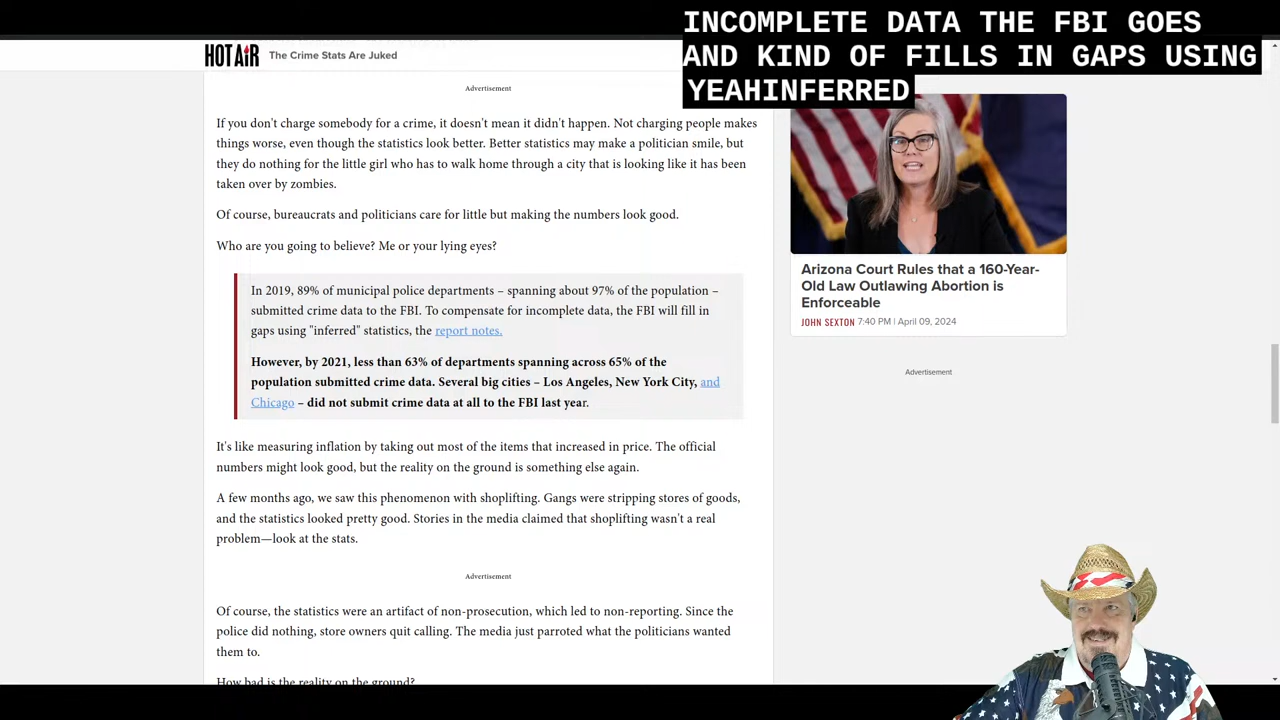 INCOMPLETE DATA THE FBI GOES
AND KIND OF FILLS IN GAPS USING
YEAHINFERRED
HOT AIR The Crime Stats Are Juked
Advertisement
If you don't charge somebody for a crime, it doesn't mean it didn't happen. Not charging people makes
things worse, even though the statistics look better. Better statistics may make a politician smile, but
they do nothing for the little girl who has to walk home through a city that is looking like it has been
taken over by zombies.
Of course, bureaucrats and politicians care for little but making the numbers look good.
Who are you going to believe? Me or your lying eyes?
In 2019, 89% of municipal police departments – spanning about 97% of the population –
submitted crime data to the FBI. To compensate for incomplete data, the FBI will fill in
gaps using "inferred" statistics, the report notes.
However, by 2021, less than 63% of departments spanning across 65% of the
population submitted crime data. Several big cities – Los Angeles, New York City, and
Chicago – did not submit crime data at all to the FBI last year.
It's like measuring inflation by taking out most of the items that increased in price. The official
numbers might look good, but the reality on the ground is something else again.
A few months ago, we saw this phenomenon with shoplifting. Gangs were stripping stores of goods,
and the statistics looked pretty good. Stories in the media claimed that shoplifting wasn't a real
problem—look at the stats.
Advertisement
Of course, the statistics were an artifact of non-prosecution, which led to non-reporting. Since the
police did nothing, store owners quit calling. The media just parroted what the politicians wanted
them to.
How bad is the reality on the ground?
Arizona Court Rules that a 160-Year-
Old Law Outlawing Abortion is
Enforceable
JOHN SEXTON 7:40 PM | April 09, 2024
Advertisement